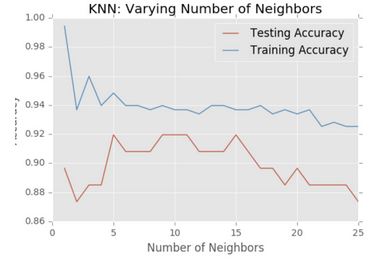 KNN: Varying Number of Neighbors
1.00
0.98
0.96
0.94
0.92
0.90
0.88
0.86
Testing Accuracy
Training Accuracy
0 5 10 15 20 25
Number of Neighbors